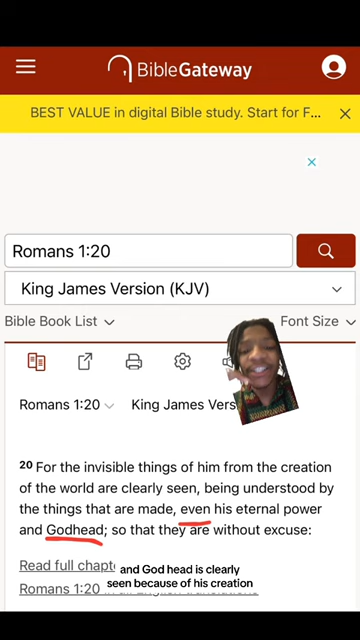 BibleGateway
BEST VALUE in digital Bible study. Start for F...
Romans 1:20
King James Version (KJV)
Bible Book List
Font Size
Romans 1:20 King James Vers
20 For the invisible things of him from the creation
of the world are clearly seen, being understood by
the things that are made, even his eternal power
and Godhead; so that they are without excuse:
Read full chapt
and God head is clearly
seen because of his creation
Romans 1:20 in all English translations